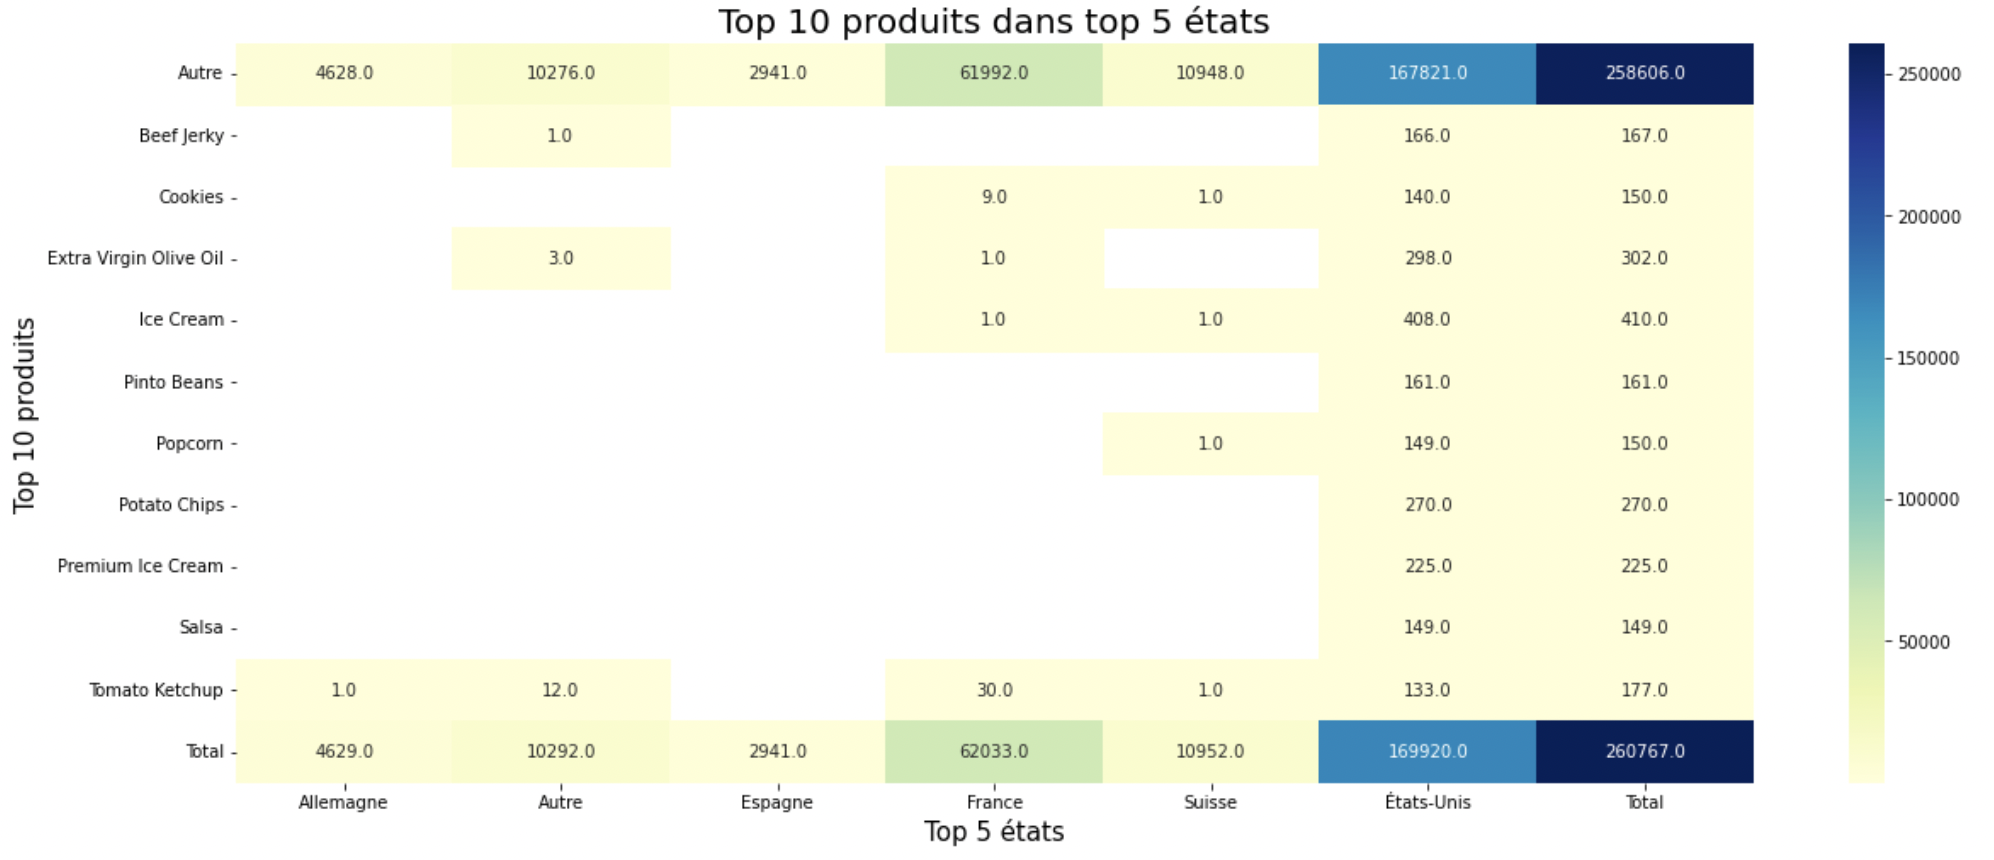 Top 10 produits dans top 5 états
Autre 4628.0 10276.0 2941.0 61992.0 10948.0 167821.0 258606.0
Beef Jerky 1.0 166.0 167.0
Cookies 9.0 1.0 140.0 150.0
Extra Virgin Olive Oil 3.0 1.0 298.0 302.0
Ice Cream 1.0 1.0 408.0 410.0
Pinto Beans 161.0 161.0
Popcorn 1.0 149.0 150.0
Potato Chips 270.0 270.0
Premium Ice Cream 225.0 225.0
Salsa 149.0 149.0
Tomato Ketchup 1.0 12.0 30.0 1.0 133.0 177.0
Total 4629.0 10292.0 2941.0 62033.0 10952.0 169920.0 260767.0
Allemagne Autre Espagne France Suisse États-Unis Total
Top 5 états
Top 10 produits
250000
200000
150000
100000
50000